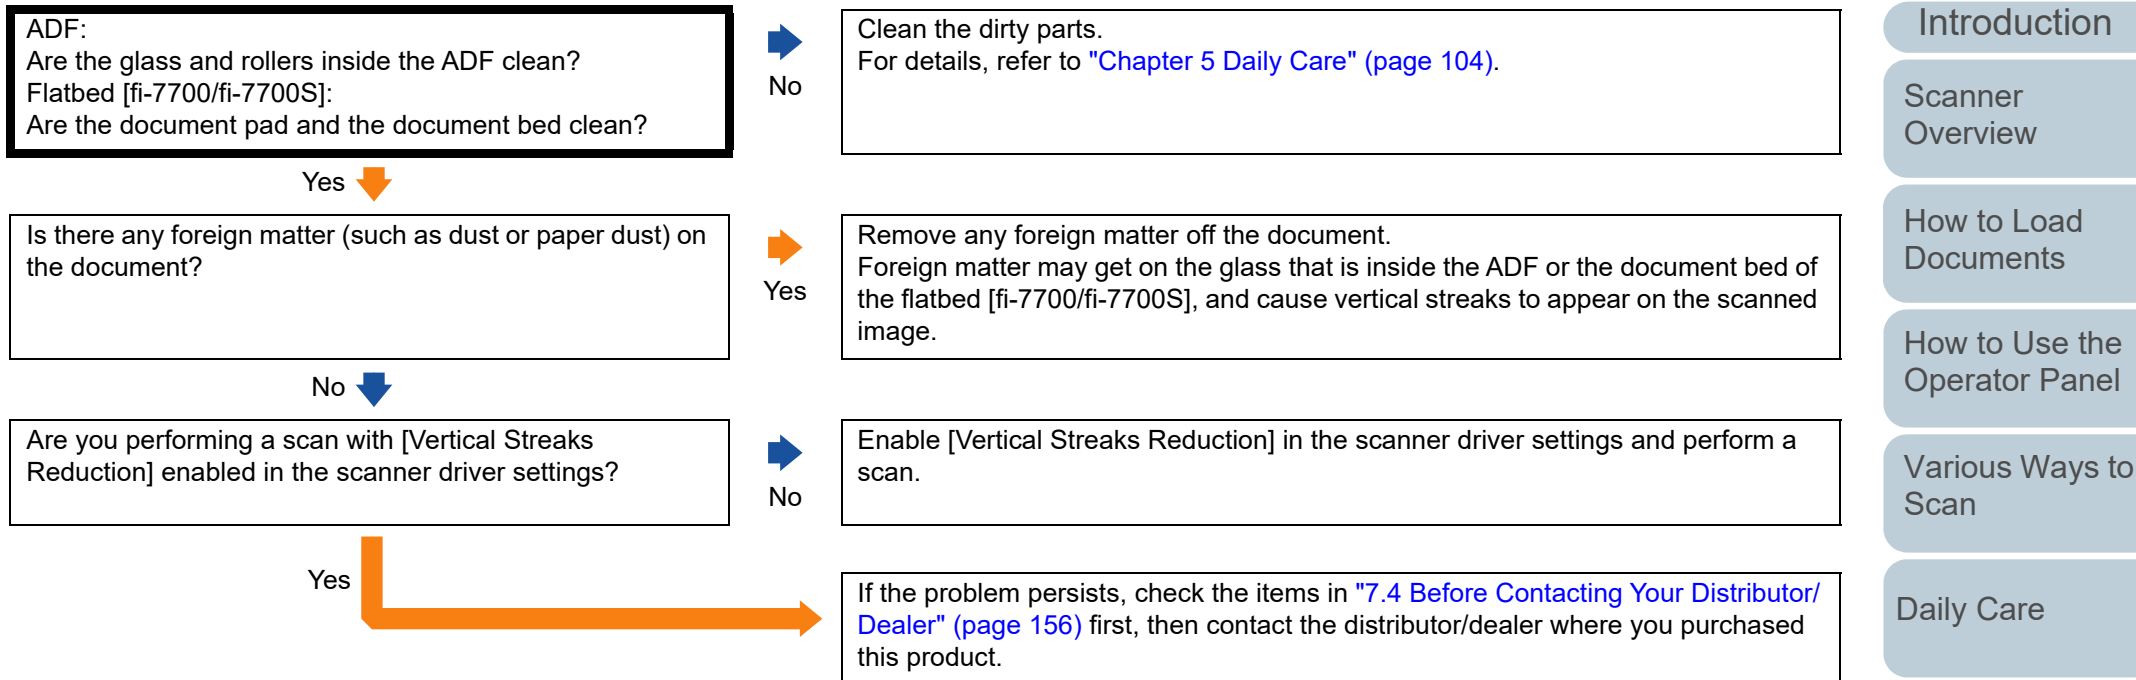 ADF:
Are the glass and rollers inside the ADF clean?
Flatbed [fi-7700/fi-7700S]:
Are the document pad and the document bed clean?
No
Clean the dirty parts.
For details, refer to "Chapter 5 Daily Care" (page 104).
Yes
Is there any foreign matter (such as dust or paper dust) on
the document?
Yes
Remove any foreign matter off the document.
Foreign matter may get on the glass that is inside the ADF or the document bed of
the flatbed [fi-7700/fi-7700S], and cause vertical streaks to appear on the scanned
image.
No
Are you performing a scan with [Vertical Streaks
Reduction] enabled in the scanner driver settings?
No
Enable [Vertical Streaks Reduction] in the scanner driver settings and perform a
scan.
Yes
If the problem persists, check the items in "7.4 Before Contacting Your Distributor/
Dealer" (page 156) first, then contact the distributor/dealer where you purchased
this product.
Introduction
Scanner
Overview
How to Load
Documents
How to Use the
Operator Panel
Various Ways to
Scan
Daily Care